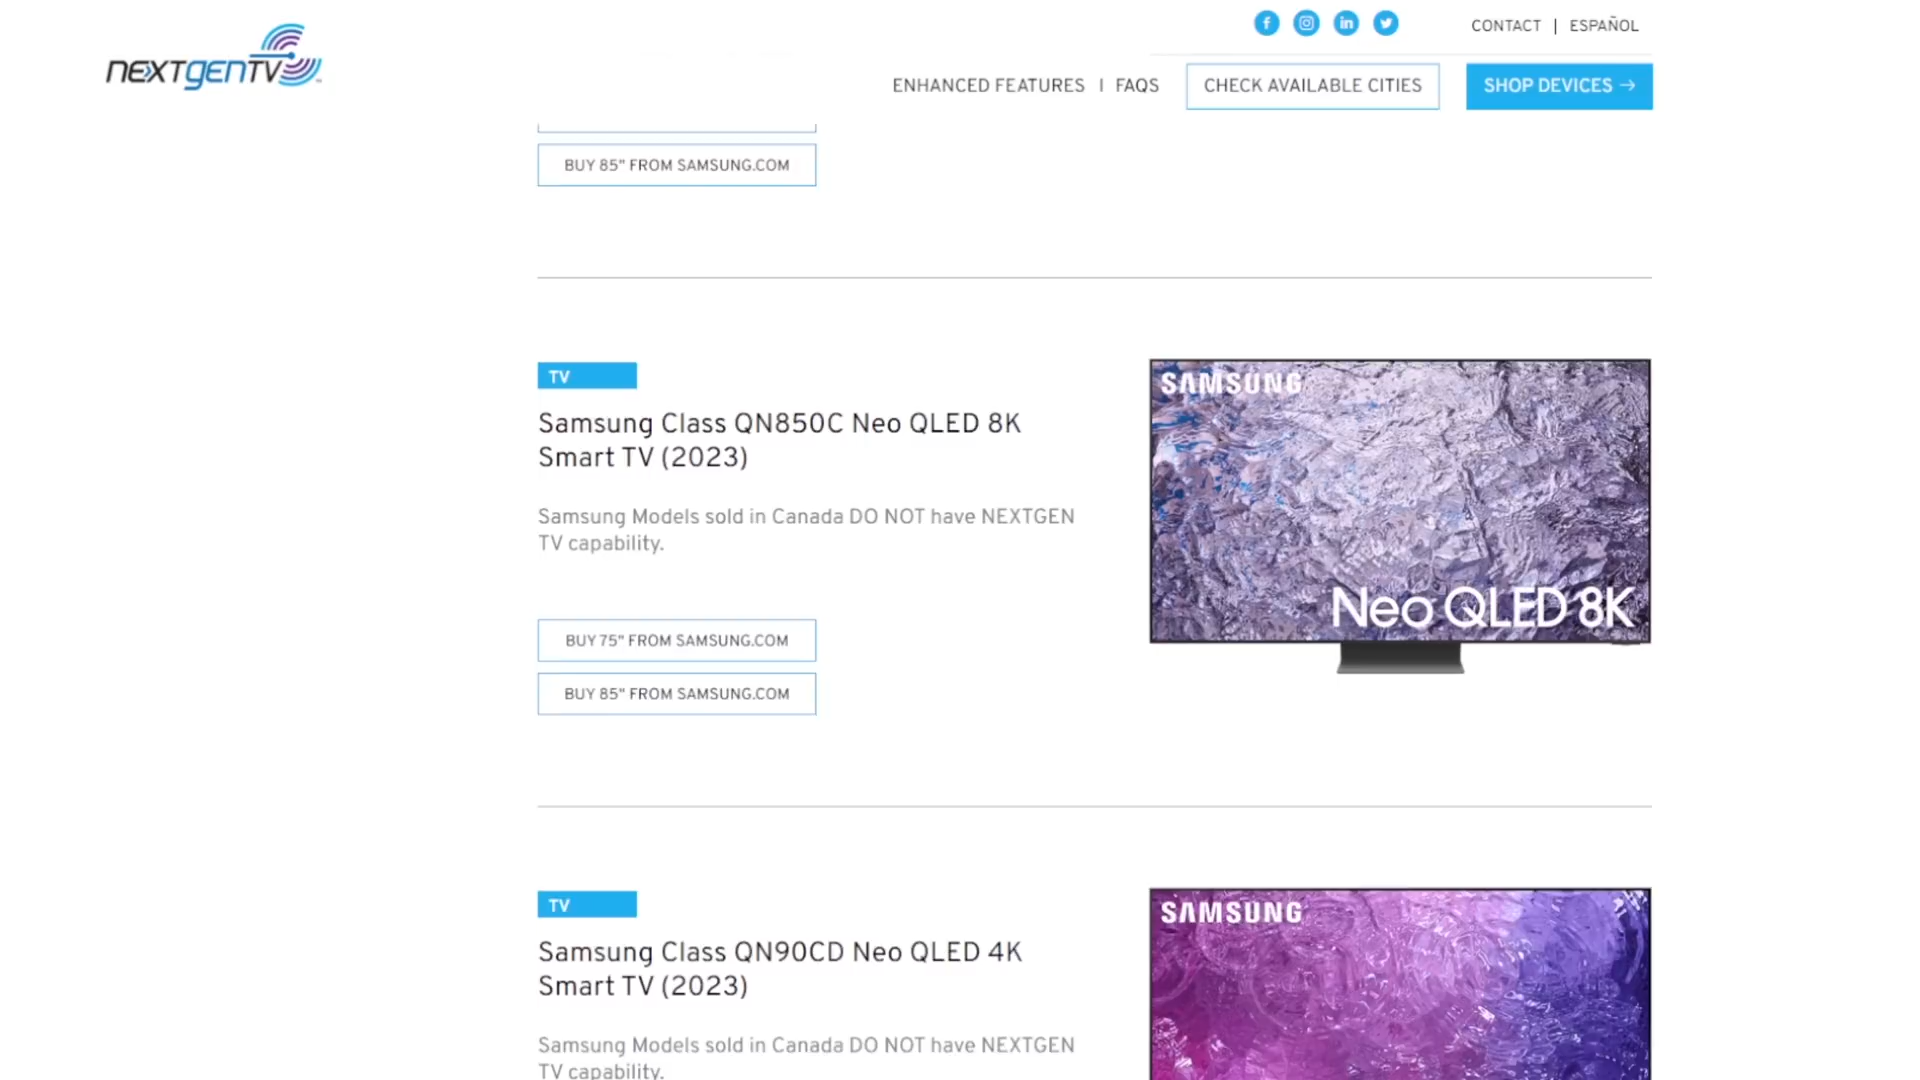 CONTACT | ESPAÑOL
NEXTGENTV
ENHANCED FEATURES | FAQS CHECK AVAILABLE CITIES SHOP DEVICES →
BUY 85" FROM SAMSUNG.COM
TV
Samsung Class QN850C Neo QLED 8K
Smart TV (2023)
Samsung Models sold in Canada DO NOT have NEXTGEN
TV capability.
BUY 75" FROM SAMSUNG.COM
BUY 85" FROM SAMSUNG.COM
SAMSUNG
Neo QLED 8K
TV
Samsung Class QN90CD Neo QLED 4K
Smart TV (2023)
Samsung Models sold in Canada DO NOT have NEXTGEN
TV capability.
SAMSUNG